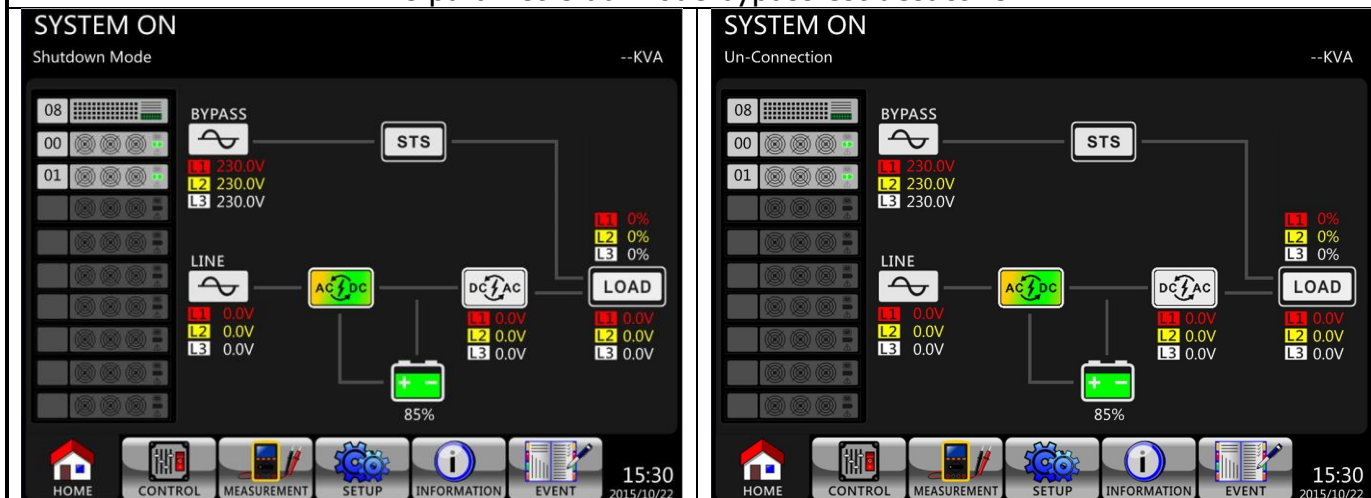 SYSTEM ON
Shutdown Mode --KVA
08
00
01
BYPASS
STS
L1 230.0V
L2 230.0V
L3 230.0V
L1 0%
L2 0%
L3 0%
LINE
AC DC
DC AC
LOAD
L1 0.0V
L2 0.0V
L3 0.0V
L1 0.0V
L2 0.0V
L3 0.0V
L1 0.0V
L2 0.0V
L3 0.0V
+ -
85%
HOME
CONTROL
MEASUREMENT
SETUP
INFORMATION
EVENT
15:30
2015/10/22
SYSTEM ON
Un-Connection --KVA
08
00
01
BYPASS
STS
L1 230.0V
L2 230.0V
L3 230.0V
L1 0%
L2 0%
L3 0%
LINE
AC DC
DC AC
LOAD
L1 0.0V
L2 0.0V
L3 0.0V
L1 0.0V
L2 0.0V
L3 0.0V
L1 0.0V
L2 0.0V
L3 0.0V
+ -
85%
HOME
CONTROL
MEASUREMENT
SETUP
INFORMATION
EVENT
15:30
2015/10/22